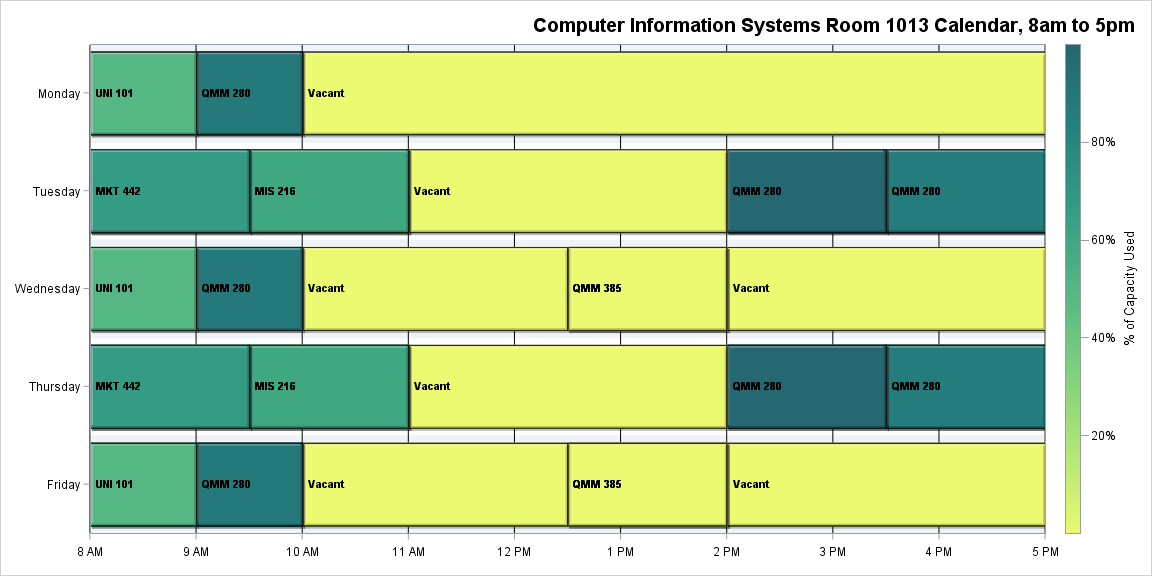 Computer Information Systems Room 1013 Calendar, 8am to 5pm
Monday
UNI 101
QMM 280
Vacant
Tuesday
MKT 442
MIS 216
Vacant
QMM 280
QMM 280
Wednesday
UNI 101
QMM 280
Vacant
QMM 385
Vacant
Thursday
MKT 442
MIS 216
Vacant
QMM 280
QMM 280
Friday
UNI 101
QMM 280
Vacant
QMM 385
Vacant
8 AM
9 AM
10 AM
11 AM
12 PM
1 PM
2 PM
3 PM
4 PM
5 PM
80%
60%
40%
20%
% of Capacity Used